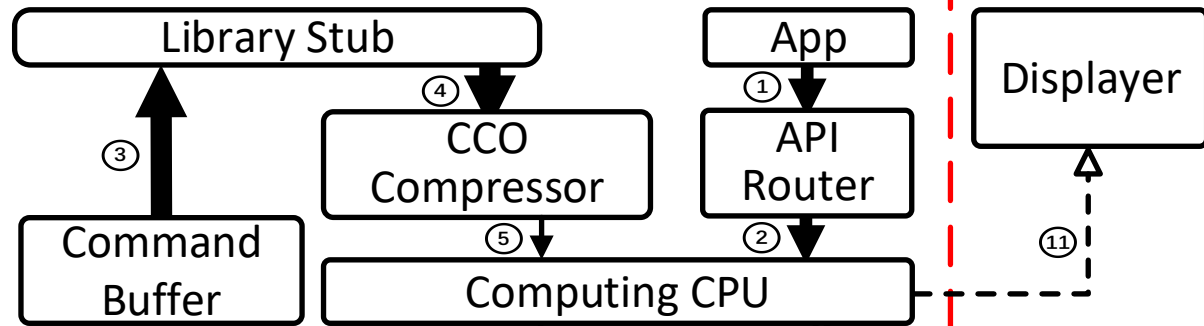 Library Stub
App
Displayer
4
1
CCO
Compressor
API
Router
3
Command
Buffer
5
2
11
Computing CPU